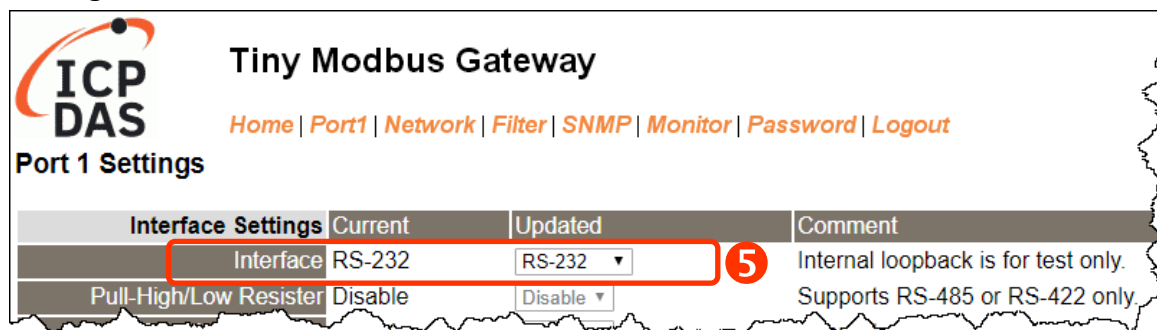 ICP
DAS
Tiny Modbus Gateway
Home | Port1 | Network | Filter | SNMP | Monitor | Password | Logout
Port 1 Settings
Interface Settings Current Updated Comment
Interface RS-232 RS-232 ▼ 5 Internal loopback is for test only.
Pull-High/Low Resister Disable Disable ▼ Supports RS-485 or RS-422 only.